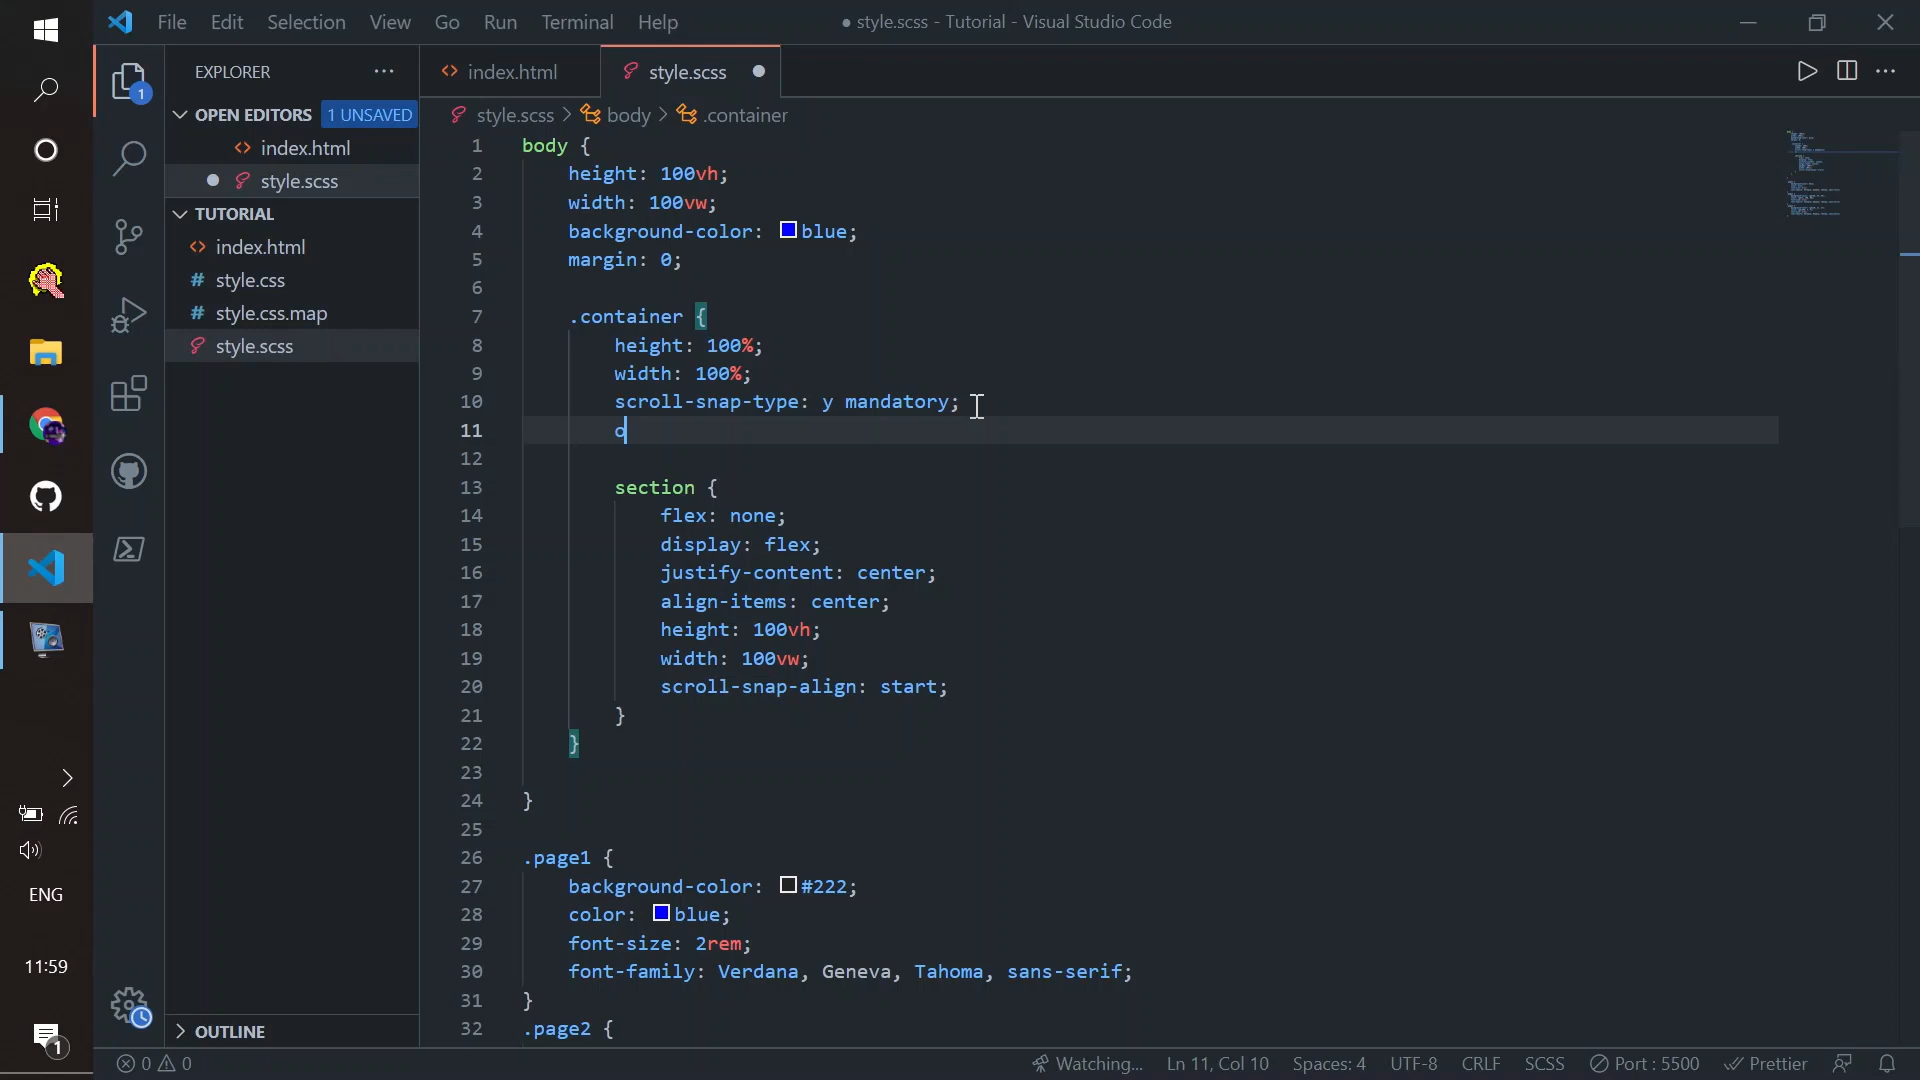 File Edit Selection View Go Run Terminal Help
● style.scss - Tutorial - Visual Studio Code
EXPLORER
OPEN EDITORS 1 UNSAVED
index.html
style.scss
TUTORIAL
index.html
style.css
style.css.map
style.scss
OUTLINE
index.html style.scss
style.scss > body > .container
1 body {
2 height: 100vh;
3 width: 100vw;
4 background-color: blue;
5 margin: 0;
6
7 .container {
8 height: 100%;
9 width: 100%;
10 scroll-snap-type: y mandatory;
11 o
12
13 section {
14 flex: none;
15 display: flex;
16 justify-content: center;
17 align-items: center;
18 height: 100vh;
19 width: 100vw;
20 scroll-snap-align: start;
21 }
22 }
23
24 }
25
26 .page1 {
27 background-color: #222;
28 color: blue;
29 font-size: 2rem;
30 font-family: Verdana, Geneva, Tahoma, sans-serif;
31 }
32 .page2 {
1
ENG
11:59
1
0 0
Watching... Ln 11, Col 10 Spaces: 4 UTF-8 CRLF SCSS Port : 5500 Prettier